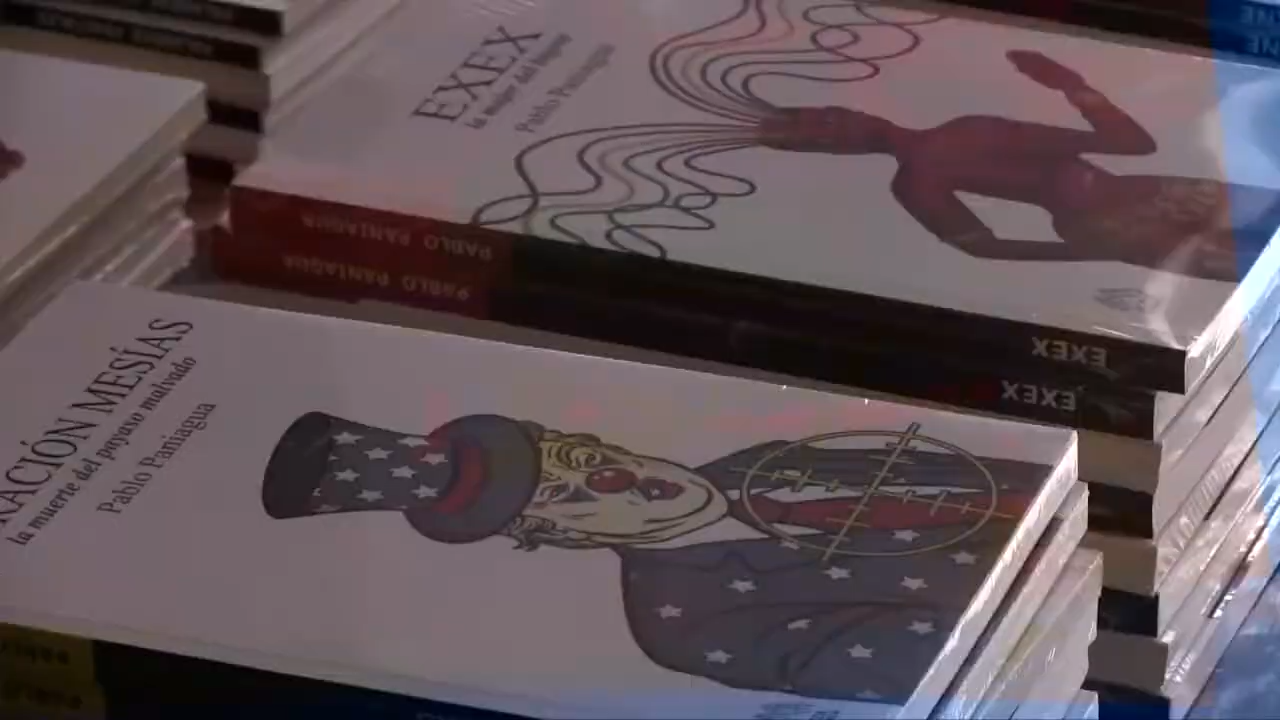 EXEX
la mujer del fuego
Pablo Paniagua
PABLO PANIAGUA
PABLO PANIAGUA
EXEX
EXEX
RACIÓN MESÍAS
la muerte del payaso malvado
Pablo Paniagua